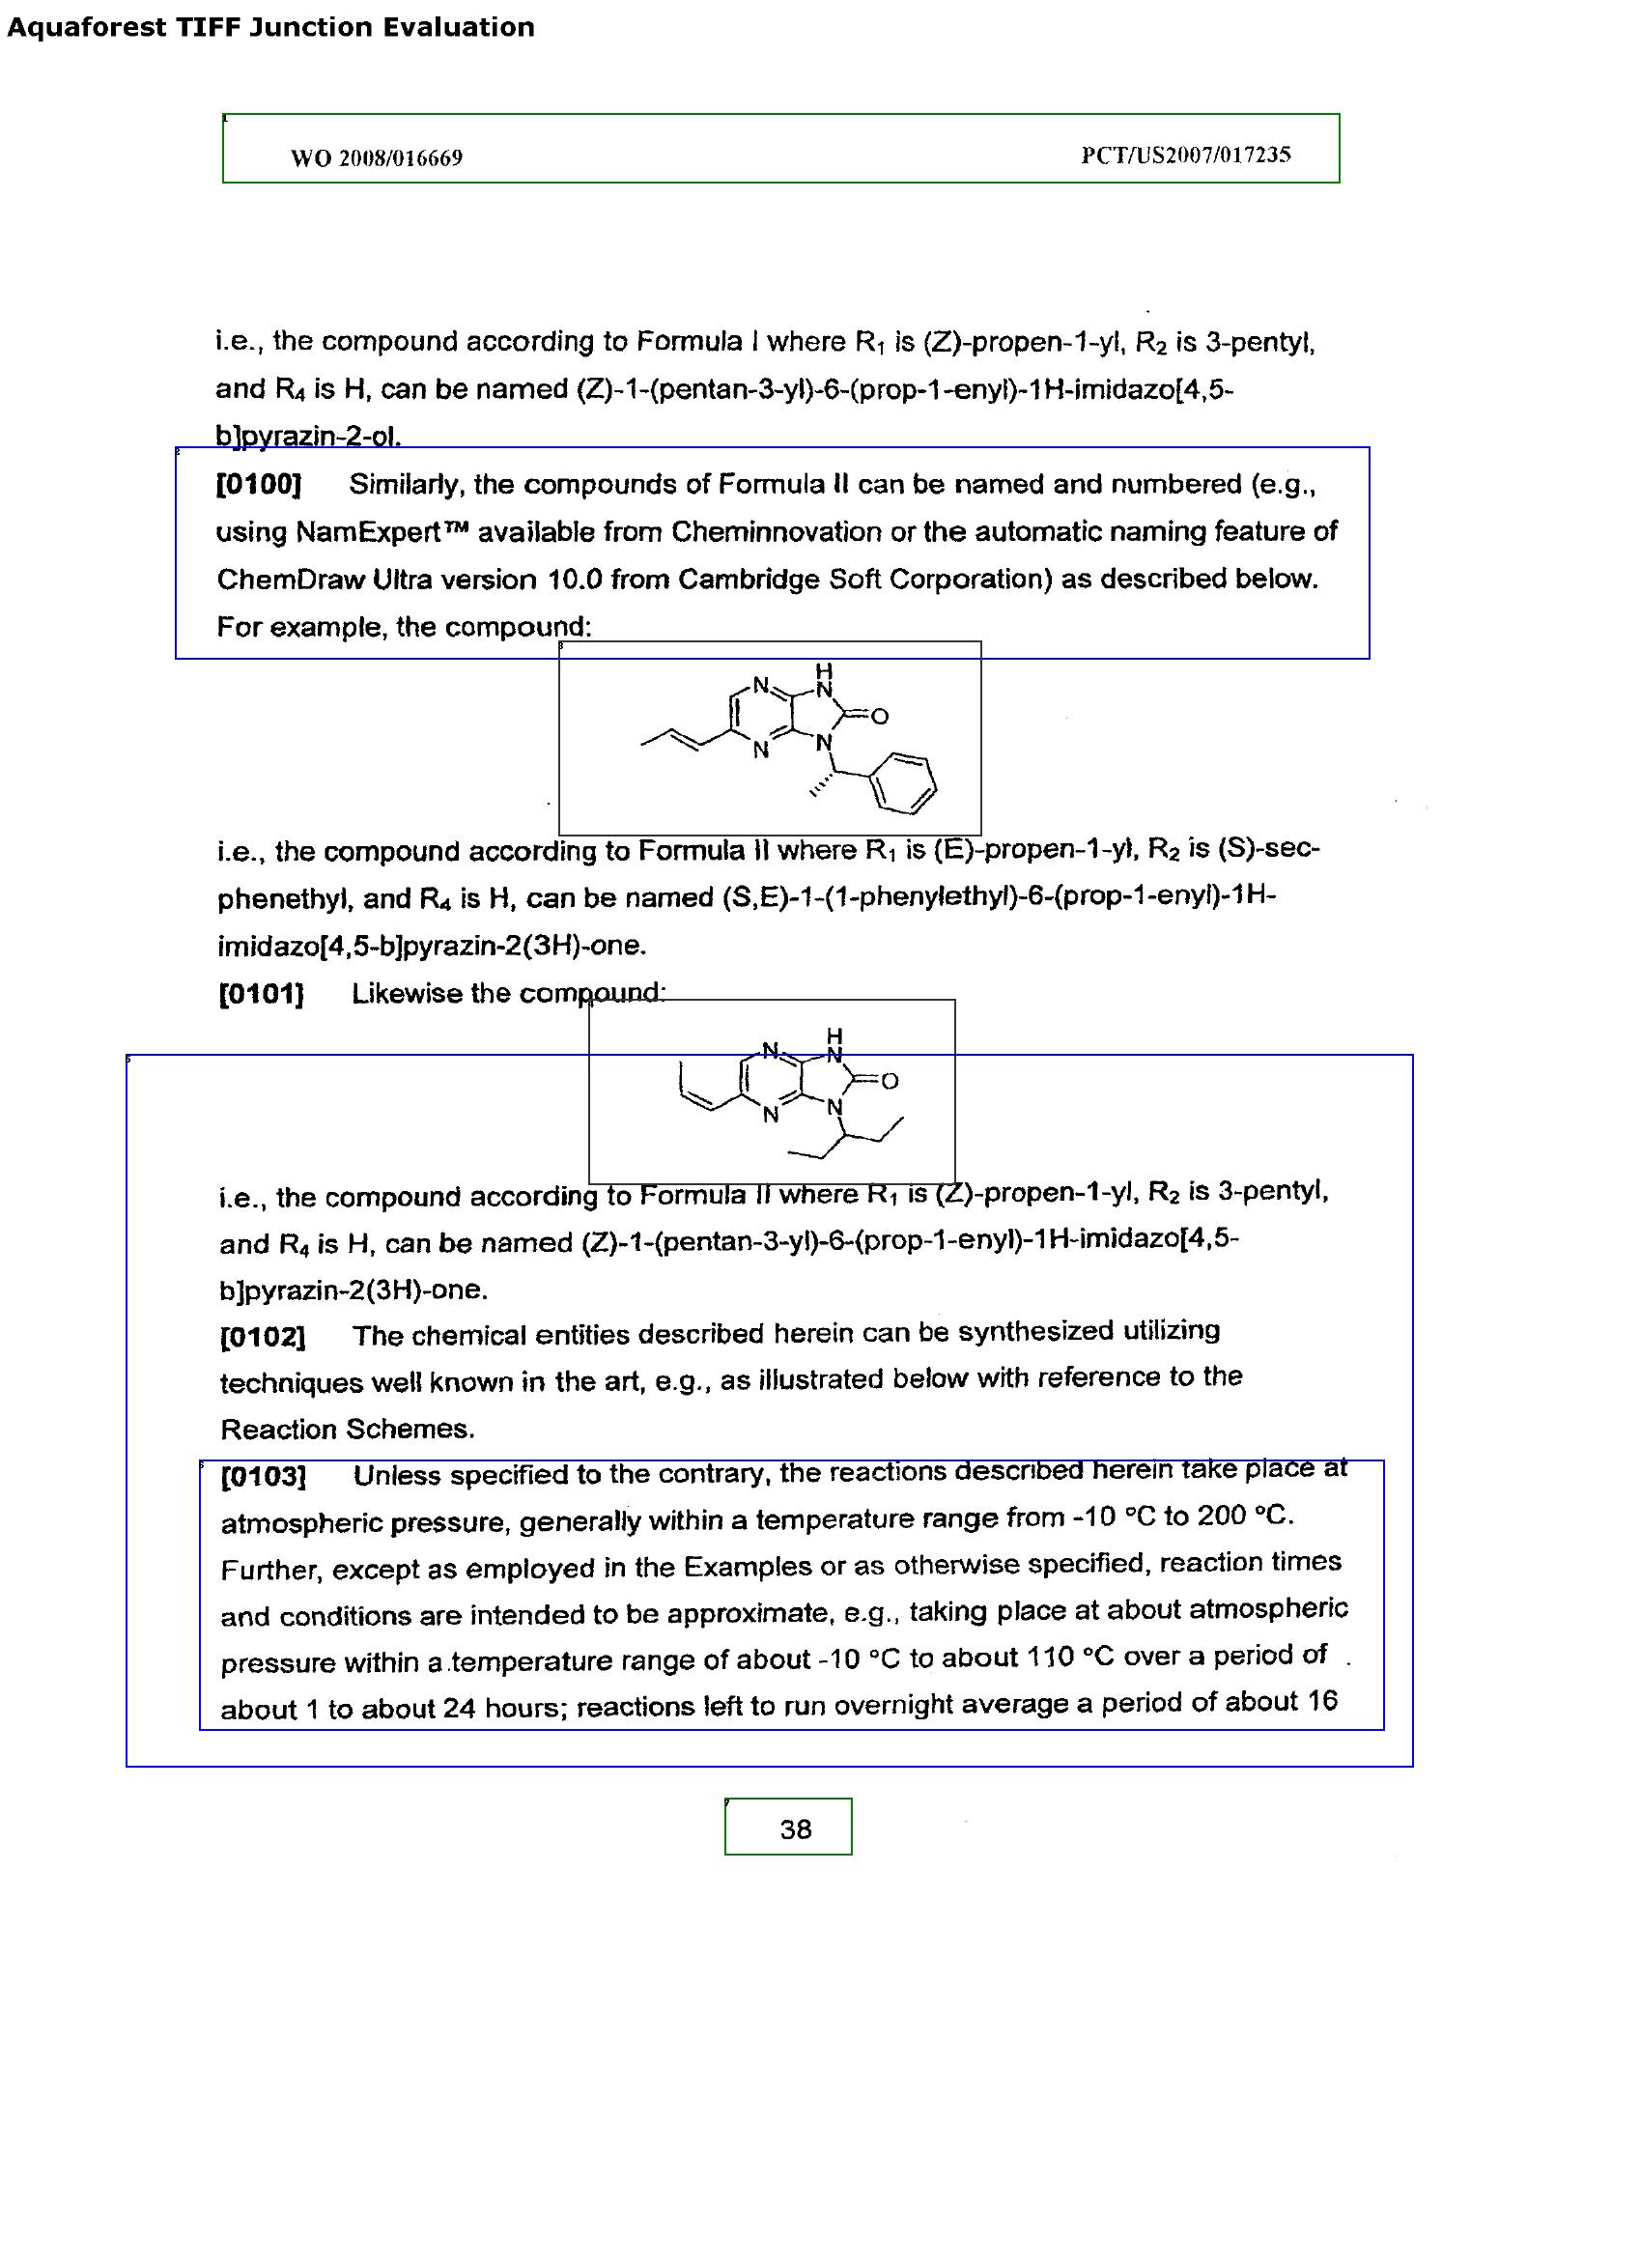 Aquaforest TIFF Junction Evaluation
WO 2008/016669 PCT/US2007/017235
i.e., the compound according to Formula I where R₁ is (Z)-propen-1-yl, R₂ is 3-pentyl,
and R₄ is H, can be named (Z)-1-(pentan-3-yl)-6-(prop-1-enyl)-1H-imidazo[4,5-
b]pyrazin-2-ol.
[0100] Similarly, the compounds of Formula II can be named and numbered (e.g.,
using NamExpert™ available from Cheminnovation or the automatic naming feature of
ChemDraw Ultra version 10.0 from Cambridge Soft Corporation) as described below.
For example, the compound:
H
N N
O
N N
i.e., the compound according to Formula II where R₁ is (E)-propen-1-yl, R₂ is (S)-sec-
phenethyl, and R₄ is H, can be named (S,E)-1-(1-phenylethyl)-6-(prop-1-enyl)-1H-
imidazo[4,5-b]pyrazin-2(3H)-one.
[0101] Likewise the compound:
H
N N
O
N N
i.e., the compound according to Formula II where R₁ is (Z)-propen-1-yl, R₂ is 3-pentyl,
and R₄ is H, can be named (Z)-1-(pentan-3-yl)-6-(prop-1-enyl)-1H-imidazo[4,5-
b]pyrazin-2(3H)-one.
[0102] The chemical entities described herein can be synthesized utilizing
techniques well known in the art, e.g., as illustrated below with reference to the
Reaction Schemes.
[0103] Unless specified to the contrary, the reactions described herein take place at
atmospheric pressure, generally within a temperature range from -10 °C to 200 °C.
Further, except as employed in the Examples or as otherwise specified, reaction times
and conditions are intended to be approximate, e.g., taking place at about atmospheric
pressure within a temperature range of about -10 °C to about 110 °C over a period of
about 1 to about 24 hours; reactions left to run overnight average a period of about 16
38